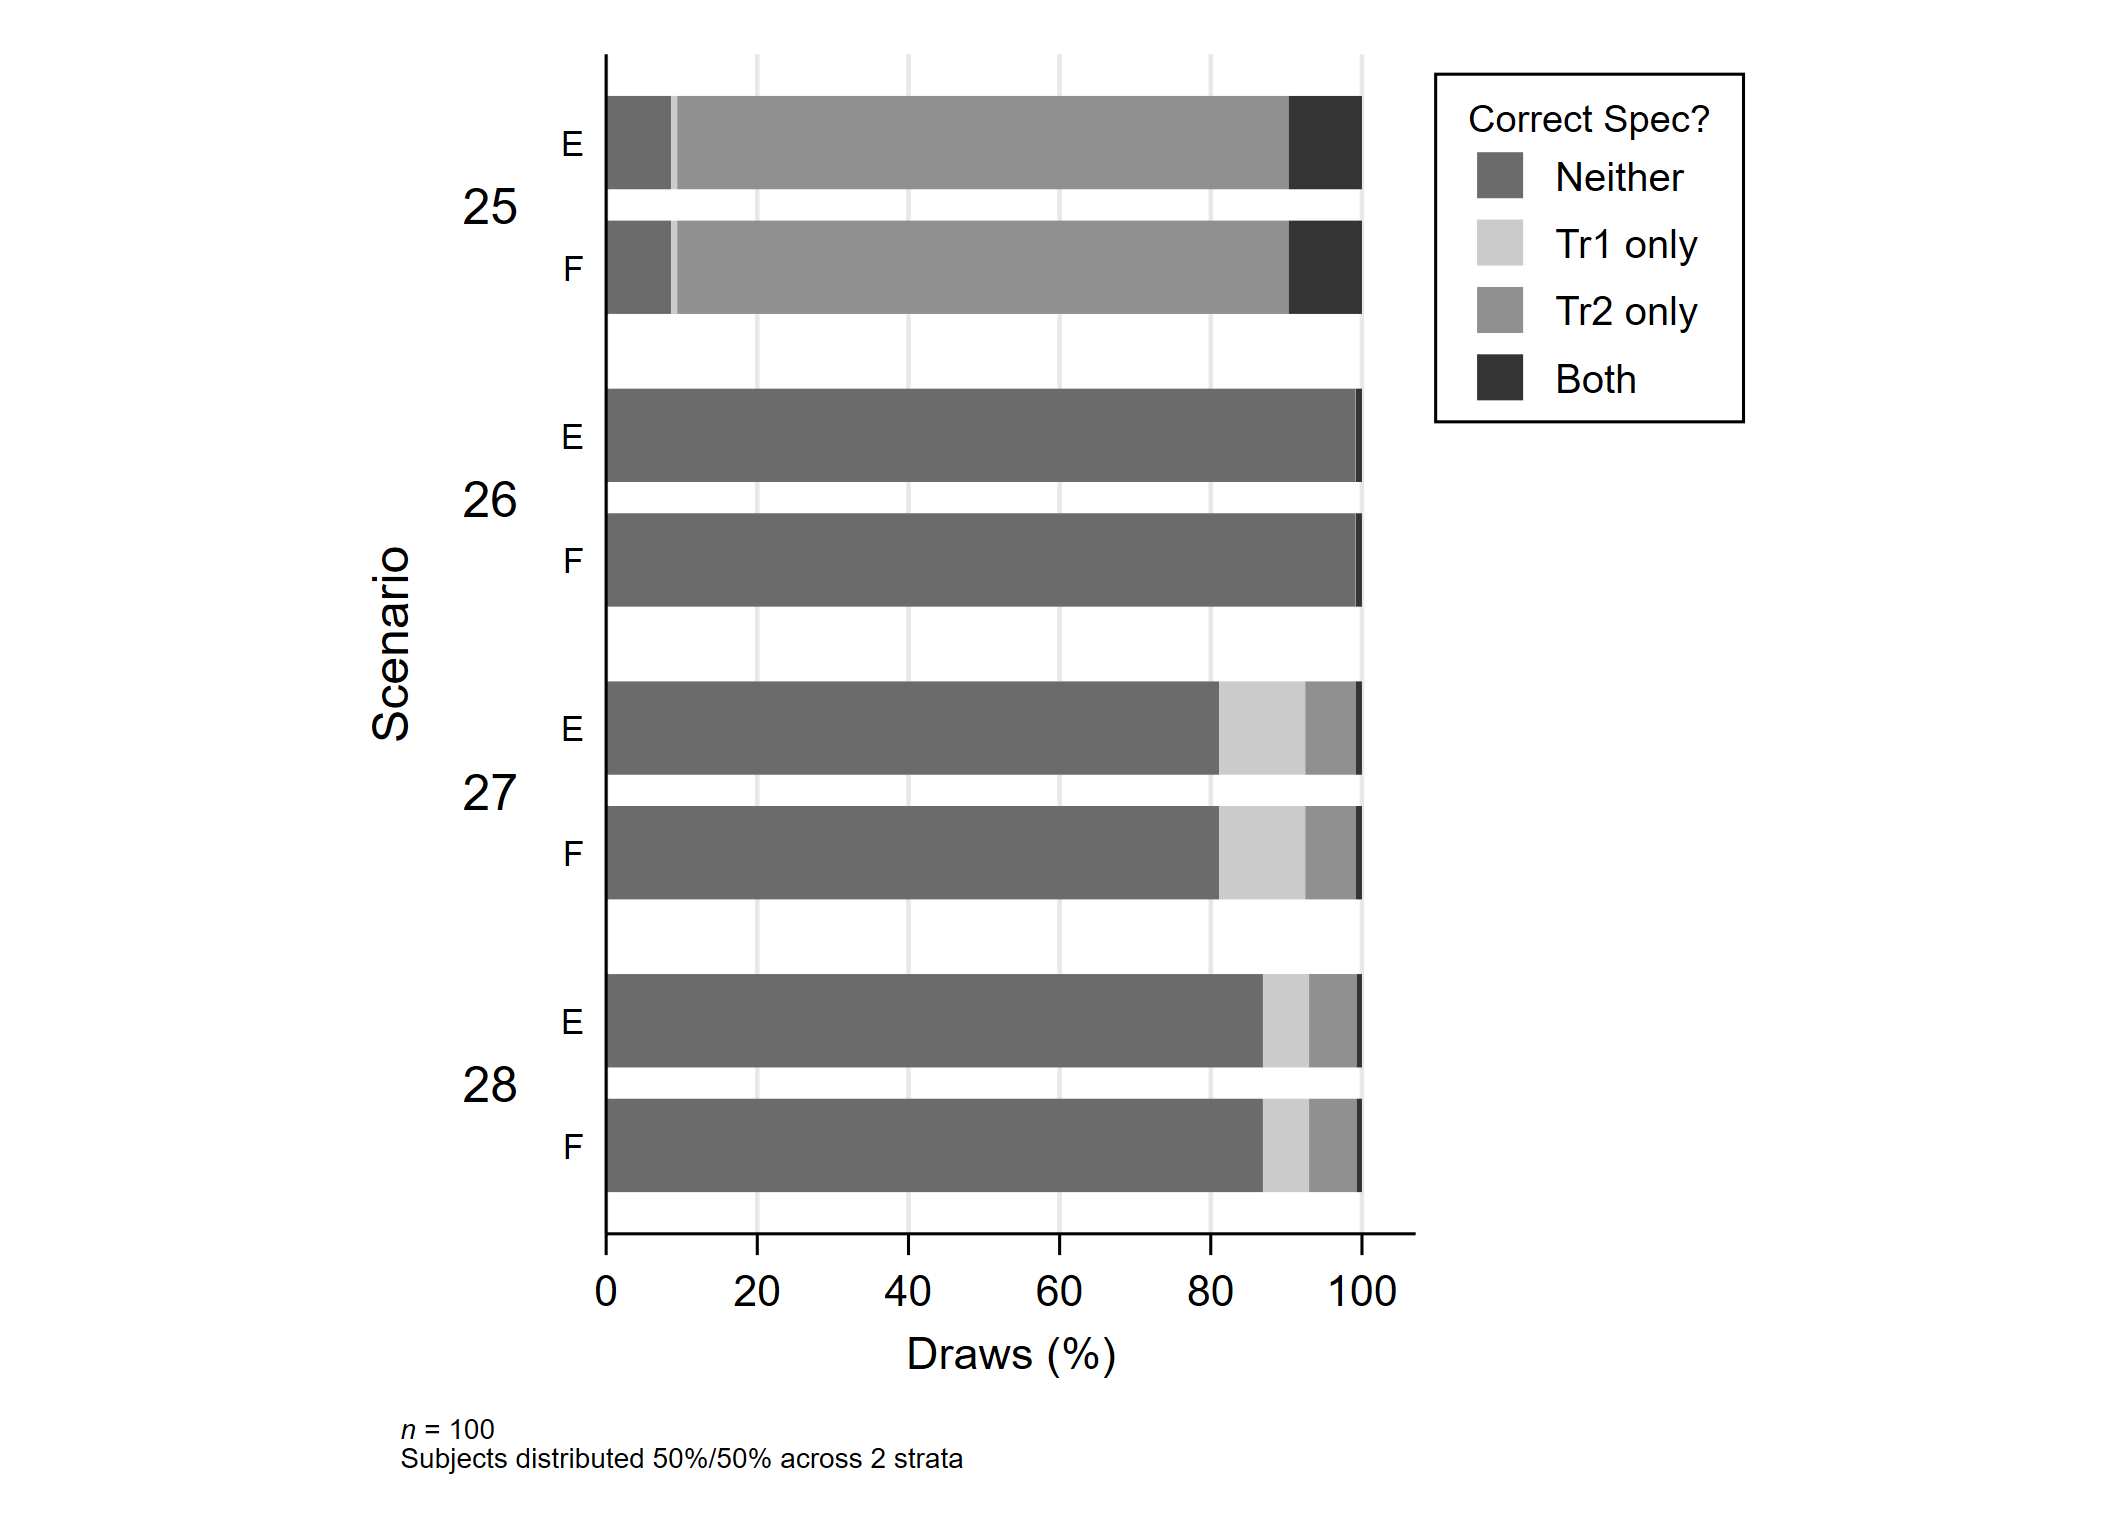 Correct Spec?
Neither
Tr1 only
Tr2 only
Both
Scenario
25
E
F
26
E
F
27
E
F
28
E
F
0 20 40 60 80 100
Draws (%)
n = 100
Subjects distributed 50%/50% across 2 strata